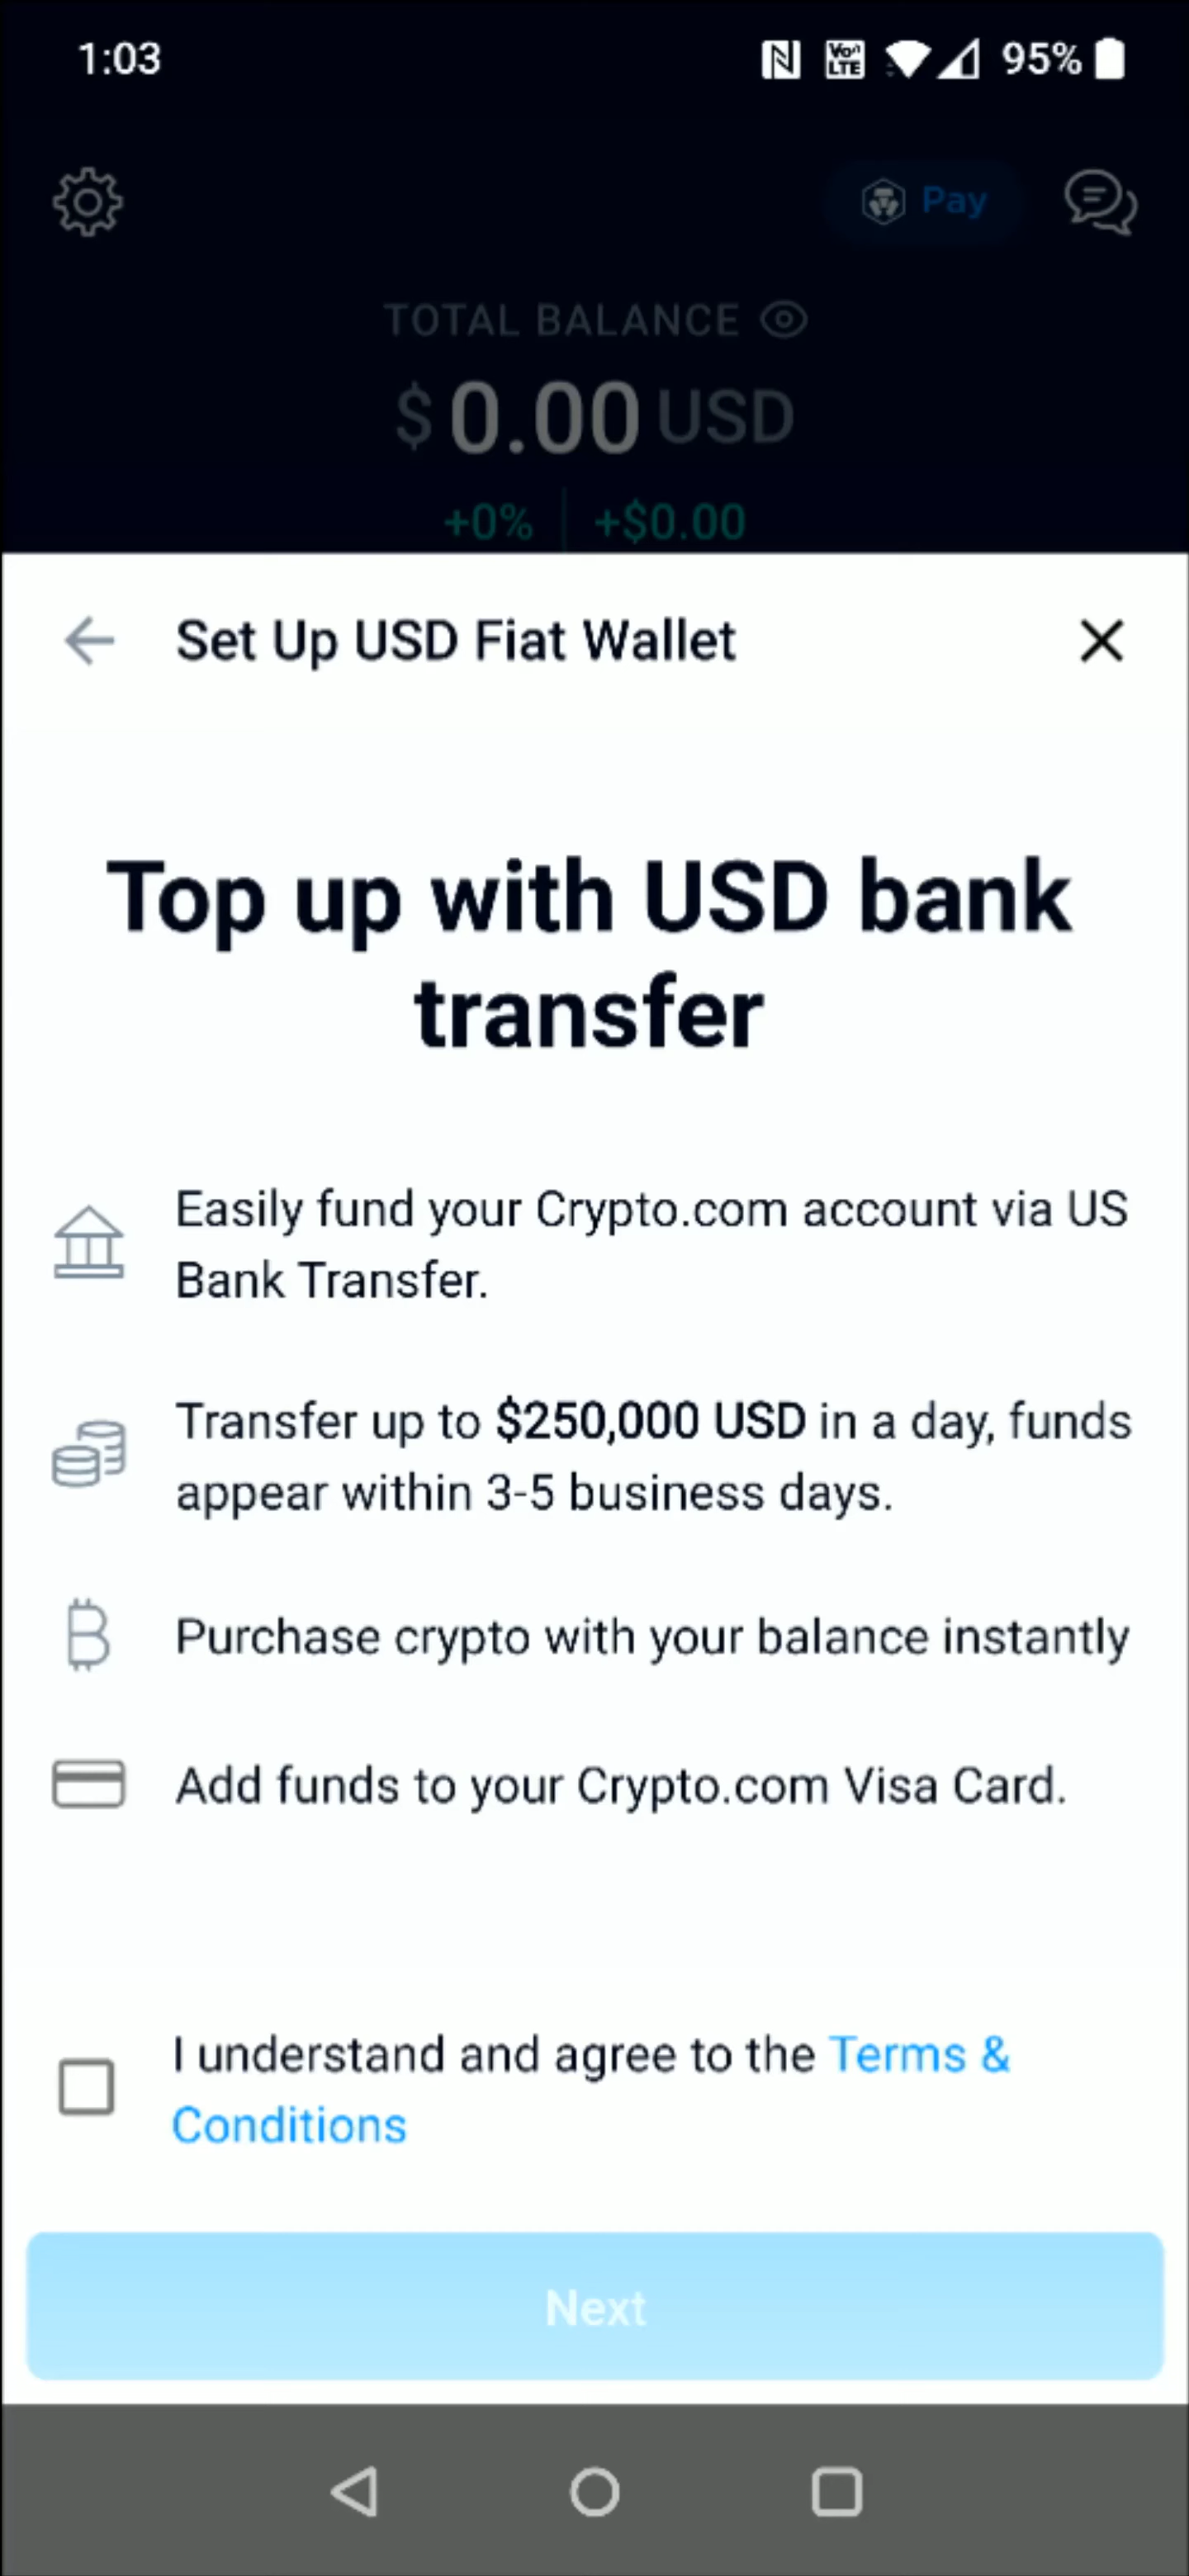 1:03
Vo))
LTE
95%
Pay
TOTAL BALANCE
$0.00 USD
+0% +$0.00
Set Up USD Fiat Wallet
Top up with USD bank
transfer
Easily fund your Crypto.com account via US
Bank Transfer.
Transfer up to $250,000 USD in a day, funds
appear within 3-5 business days.
Purchase crypto with your balance instantly
Add funds to your Crypto.com Visa Card.
I understand and agree to the Terms &
Conditions
Next